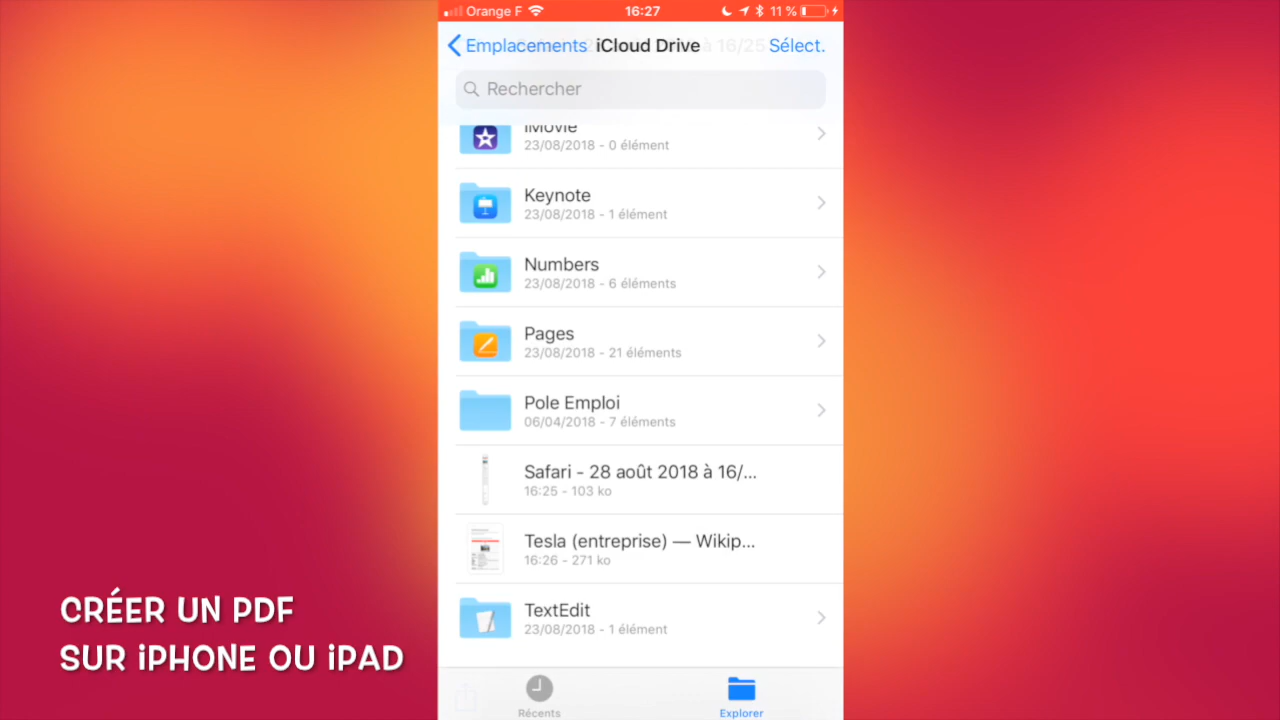 Orange F 16:27 11 %
Emplacements iCloud Drive Sélect.
Rechercher
iMovie
23/08/2018 - 0 élément
Keynote
23/08/2018 - 1 élément
Numbers
23/08/2018 - 6 éléments
Pages
23/08/2018 - 21 éléments
Pole Emploi
06/04/2018 - 7 éléments
Safari - 28 août 2018 à 16/...
16:25 - 103 ko
Tesla (entreprise) — Wikip...
16:26 - 271 ko
TextEdit
23/08/2018 - 1 élément
Récents Explorer
CRÉER UN PDF
SUR iPHONE OU iPAD